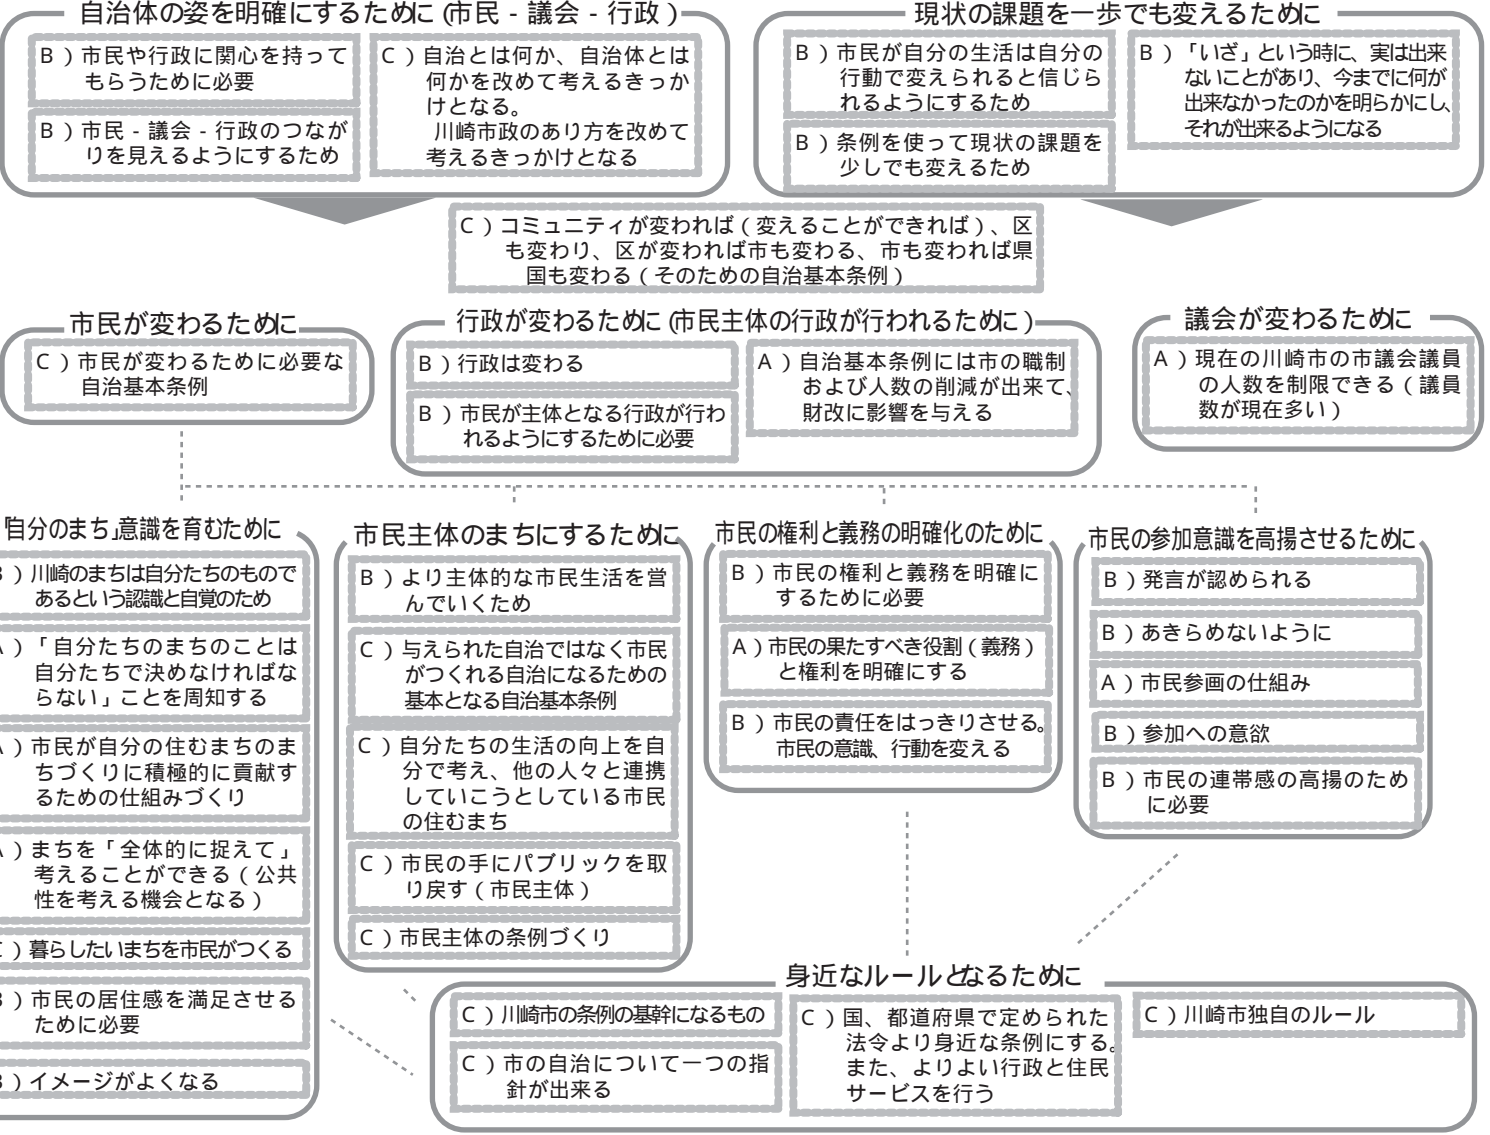 自治体の姿を明確にするために(市民-議会-行政)
B)市民や行政に関心を持って
もらうために必要
B)市民-議会-行政のつなが
りを見えるようにするため
C)自治とは何か、自治体とは
何かを改めて考えるきっか
けとなる。
川崎市政のあり方を改めて
考えるきっかけとなる
現状の課題を一歩でも変えるために
B)市民が自分の生活は自分の
行動で変えられると信じら
れるようにするため
B)条例を使って現状の課題を
少しでも変えるため
B)「いざ」という時に、実は出来
ないことがあり、今までに何が
出来なかったのかを明らかにし、
それが出来るようになる
C)コミュニティが変われば(変えることができれば)、区
も変わり、区が変われば市も変わる、市も変われば県
国も変わる(そのための自治基本条例)
市民が変わるために
C)市民が変わるために必要な
自治基本条例
行政が変わるために(市民主体の行政が行われるために)
B)行政は変わる
B)市民が主体となる行政が行わ
れるようにするために必要
A)自治基本条例には市の職制
および人数の削減が出来て、
財改に影響を与える
議会が変わるために
A)現在の川崎市の市議会議員
の人数を制限できる(議員
数が現在多い)
「自分のまち」意識を育むために
B)川崎のまちは自分たちのもので
あるという認識と自覚のため
A)「自分たちのまちのことは
自分たちで決めなければな
らない」ことを周知する
A)市民が自分の住むまちのま
ちづくりに積極的に貢献す
るための仕組みづくり
A)まちを「全体的に捉えて」
考えることができる(公共
性を考える機会となる)
C)暮らしたいまちを市民がつくる
B)市民の居住感を満足させる
ために必要
B)イメージがよくなる
市民主体のまちにするために
B)より主体的な市民生活を営
んでいくため
C)与えられた自治ではなく市民
がつくれる自治になるための
基本となる自治基本条例
C)自分たちの生活の向上を自
分で考え、他の人々と連携
していこうとしている市民
の住むまち
C)市民の手にパブリックを取
り戻す(市民主体)
C)市民主体の条例づくり
市民の権利と義務の明確化のために
B)市民の権利と義務を明確に
するために必要
A)市民の果たすべき役割(義務)
と権利を明確にする
B)市民の責任をはっきりさせる。
市民の意識、行動を変える
市民の参加意識を高揚させるために
B)発言が認められる
B)あきらめないように
A)市民参画の仕組み
B)参加への意欲
B)市民の連帯感の高揚のため
に必要
身近なルールとなるために
C)川崎市の条例の基幹になるもの
C)市の自治について一つの指
針が出来る
C)国、都道府県で定められた
法令より身近な条例にする。
また、よりよい行政と住民
サービスを行う
C)川崎市独自のルール